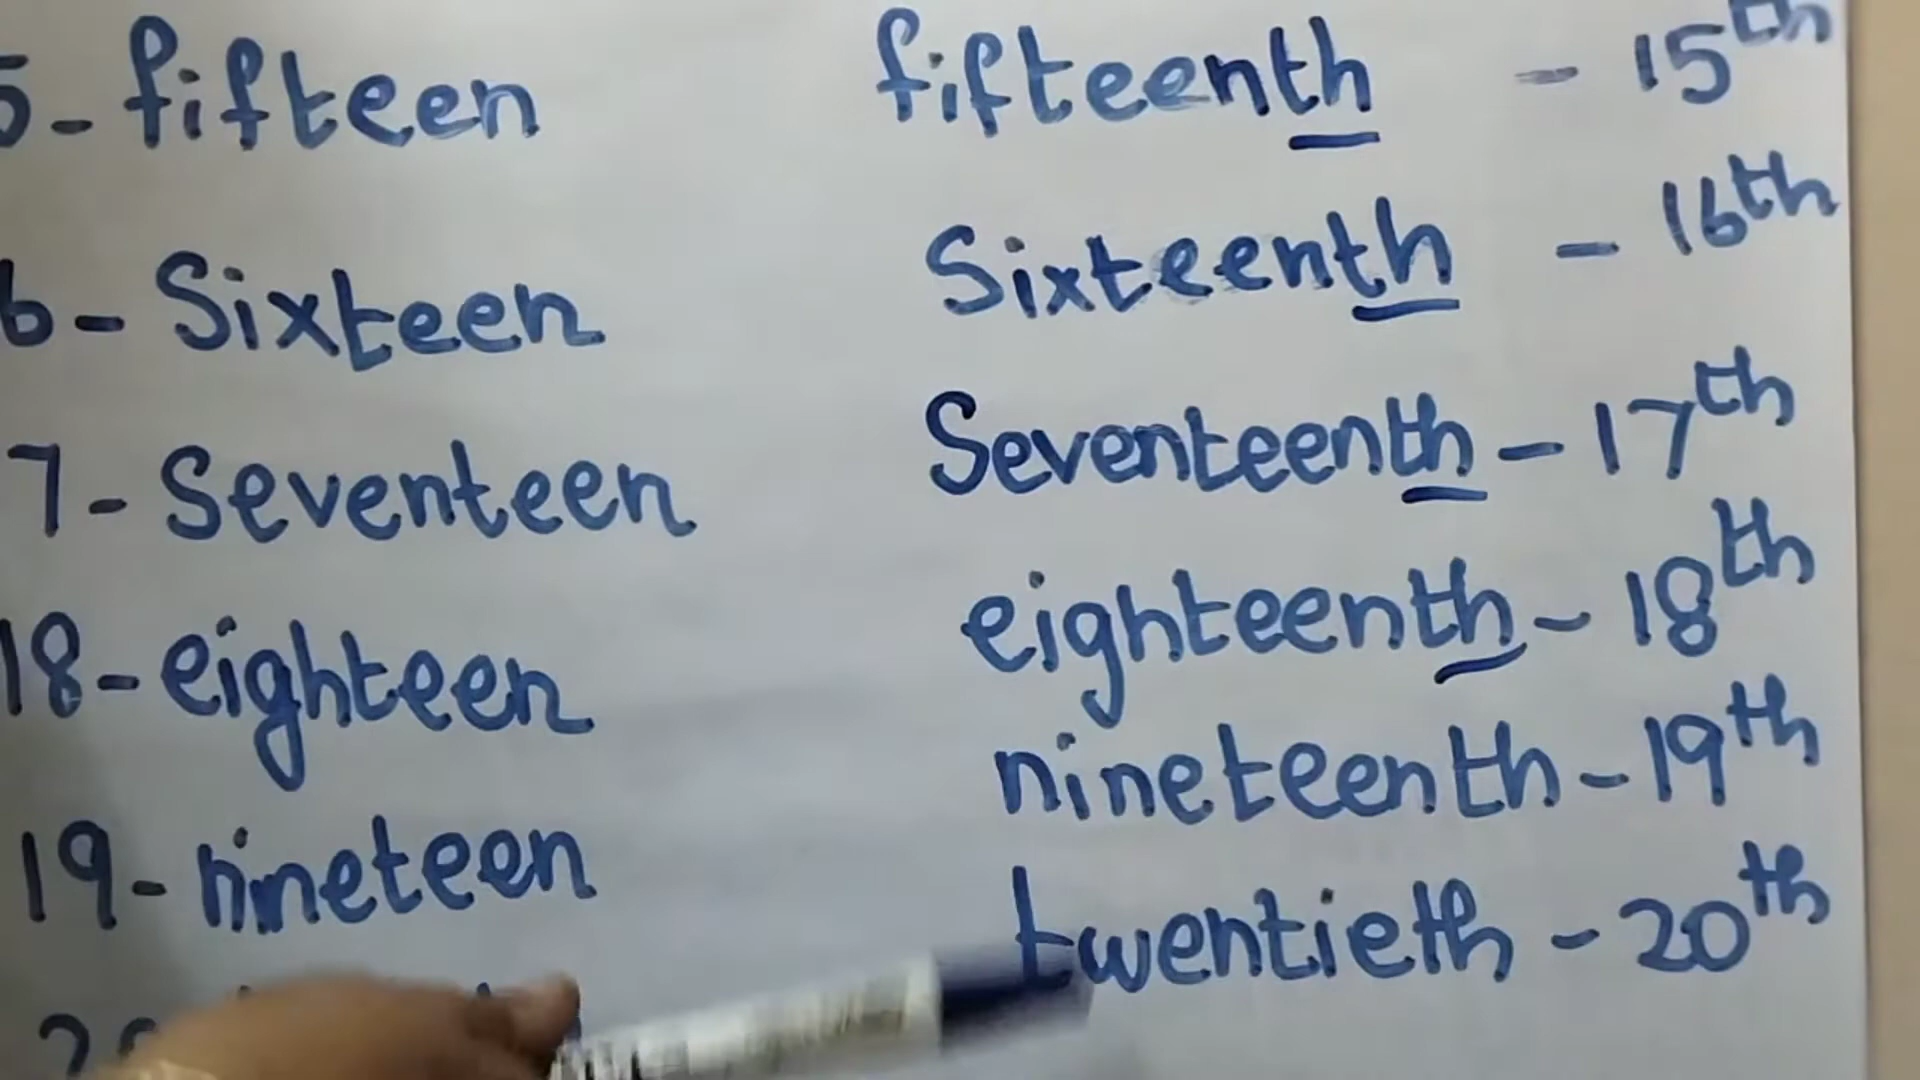 5 - fifteen fifteenth - 15th
6 - Sixteen Sixteenth - 16th
7 - Seventeen Seventeenth - 17th
18 - eighteen eighteenth - 18th
19 - nineteen nineteenth - 19th
twentieth - 20th